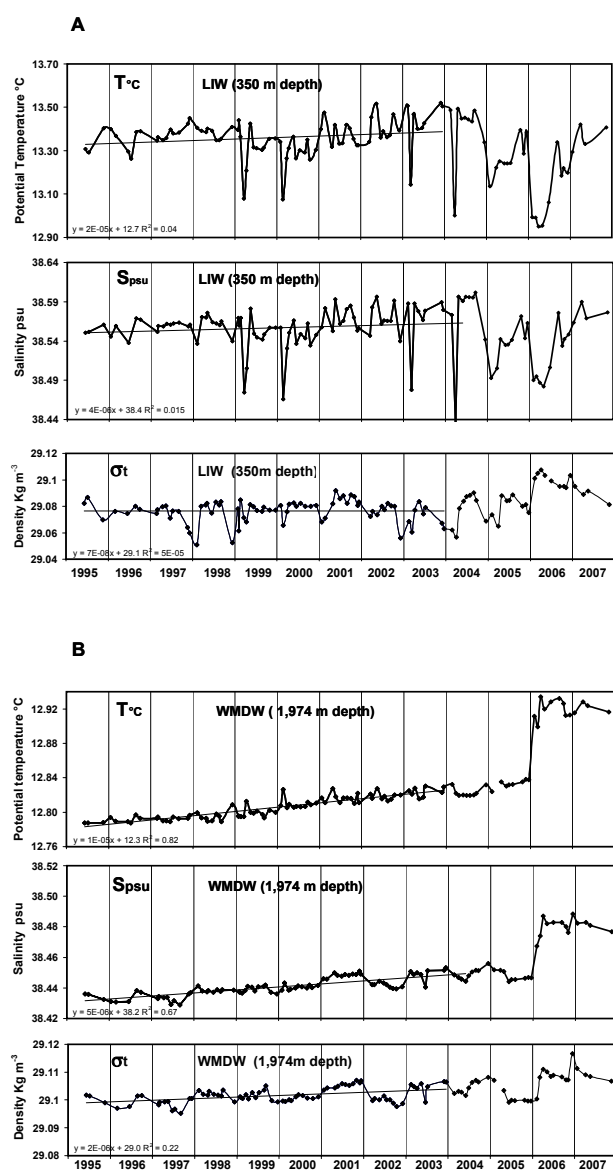 A
13.70
13.50
13.30
13.10
12.90
Potential Temperature °C
T°C LIW (350 m depth)
y = 2E-05x + 12.7 R² = 0.04
38.64
38.59
38.54
38.49
38.44
Salinity psu
Spsu LIW (350 m depth)
y = 4E-06x + 38.4 R² = 0.015
29.12
29.10
29.08
29.06
29.04
Density Kg m⁻³
σt LIW (350m depth)
y = 7E-08x + 29.1 R² = 5E-05
1995 1996 1997 1998 1999 2000 2001 2002 2003 2004 2005 2006 2007
B
12.92
12.88
12.84
12.80
12.76
Potential temperature °C
T°C WMDW ( 1,974 m depth)
y = 1E-05x + 12.3 R² = 0.82
38.52
38.50
38.48
38.46
38.44
38.42
Salinity psu
Spsu WMDW (1,974 m depth)
y = 5E-06x + 38.2 R² = 0.67
29.12
29.11
29.10
29.09
29.08
Density Kg m⁻³
σt WMDW (1,974m depth)
y = 2E-06x + 29.0 R² = 0.22
1995 1996 1997 1998 1999 2000 2001 2002 2003 2004 2005 2006 2007